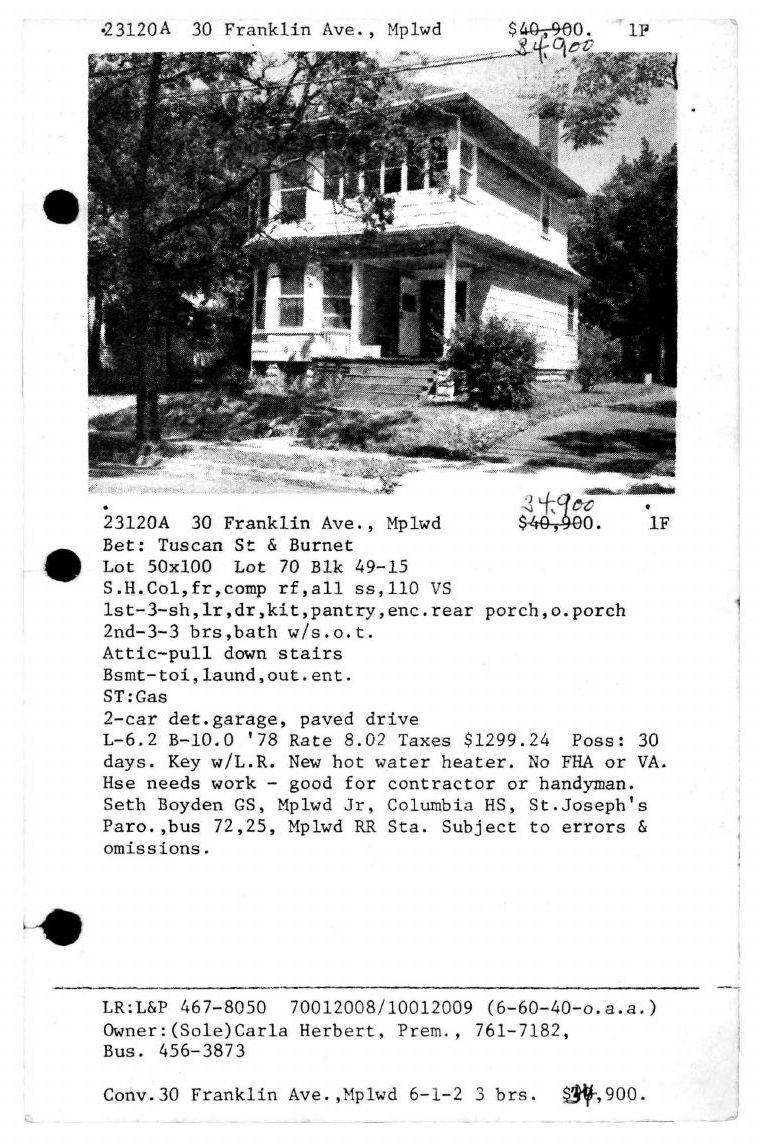 23120A 30 Franklin Ave., Mplwd $40,900. 1F
34,900
34,900
23120A 30 Franklin Ave., Mplwd $40,900. 1F
Bet: Tuscan St & Burnet
Lot 50x100 Lot 70 Blk 49-15
S.H.Col,fr,comp rf,all ss,110 VS
1st-3-sh,lr,dr,kit,pantry,enc.rear porch,o.porch
2nd-3-3 brs,bath w/s.o.t.
Attic-pull down stairs
Bsmt-toi,laund,out.ent.
ST:Gas
2-car det.garage, paved drive
L-6.2 B-10.0 '78 Rate 8.02 Taxes $1299.24 Poss: 30
days. Key w/L.R. New hot water heater. No FHA or VA.
Hse needs work - good for contractor or handyman.
Seth Boyden GS, Mplwd Jr, Columbia HS, St.Joseph's
Paro.,bus 72,25, Mplwd RR Sta. Subject to errors &
omissions.
LR:L&P 467-8050 70012008/10012009 (6-60-40-o.a.a.)
Owner:(Sole)Carla Herbert, Prem., 761-7182,
Bus. 456-3873
Conv.30 Franklin Ave.,Mplwd 6-1-2 3 brs. $34,900.